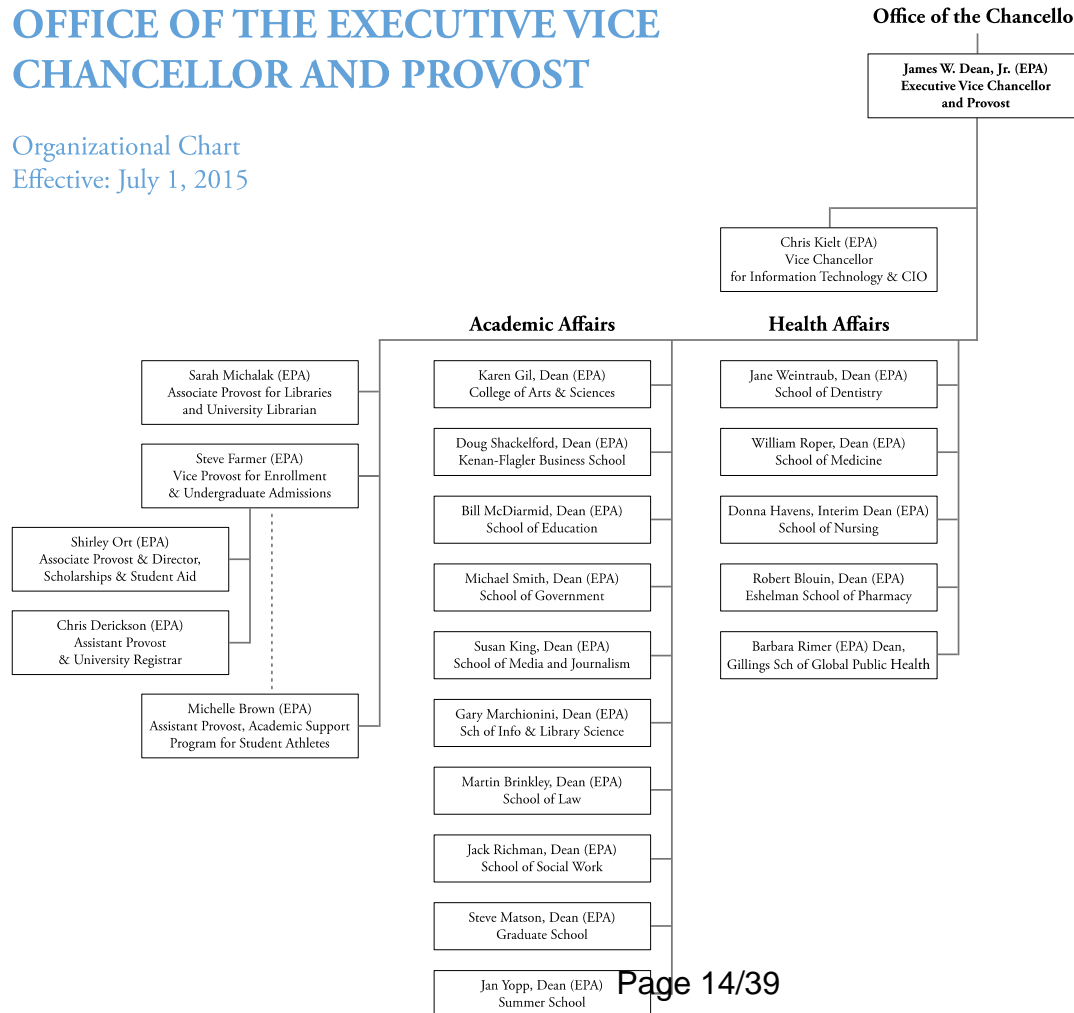 OFFICE OF THE EXECUTIVE VICE
CHANCELLOR AND PROVOST
Organizational Chart
Effective: July 1, 2015
Office of the Chancello
James W. Dean, Jr. (EPA)
Executive Vice Chancellor
and Provost
Chris Kielt (EPA)
Vice Chancellor
for Information Technology & CIO
Academic Affairs
Health Affairs
Sarah Michalak (EPA)
Associate Provost for Libraries
and University Librarian
Steve Farmer (EPA)
Vice Provost for Enrollment
& Undergraduate Admissions
Shirley Ort (EPA)
Associate Provost & Director,
Scholarships & Student Aid
Chris Derickson (EPA)
Assistant Provost
& University Registrar
Michelle Brown (EPA)
Assistant Provost, Academic Support
Program for Student Athletes
Karen Gil, Dean (EPA)
College of Arts & Sciences
Doug Shackelford, Dean (EPA)
Kenan-Flagler Business School
Bill McDiarmid, Dean (EPA)
School of Education
Michael Smith, Dean (EPA)
School of Government
Susan King, Dean (EPA)
School of Media and Journalism
Gary Marchionini, Dean (EPA)
Sch of Info & Library Science
Martin Brinkley, Dean (EPA)
School of Law
Jack Richman, Dean (EPA)
School of Social Work
Steve Matson, Dean (EPA)
Graduate School
Jan Yopp, Dean (EPA)
Summer School
Jane Weintraub, Dean (EPA)
School of Dentistry
William Roper, Dean (EPA)
School of Medicine
Donna Havens, Interim Dean (EPA)
School of Nursing
Robert Blouin, Dean (EPA)
Eshelman School of Pharmacy
Barbara Rimer (EPA) Dean,
Gillings Sch of Global Public Health
Page 14/39